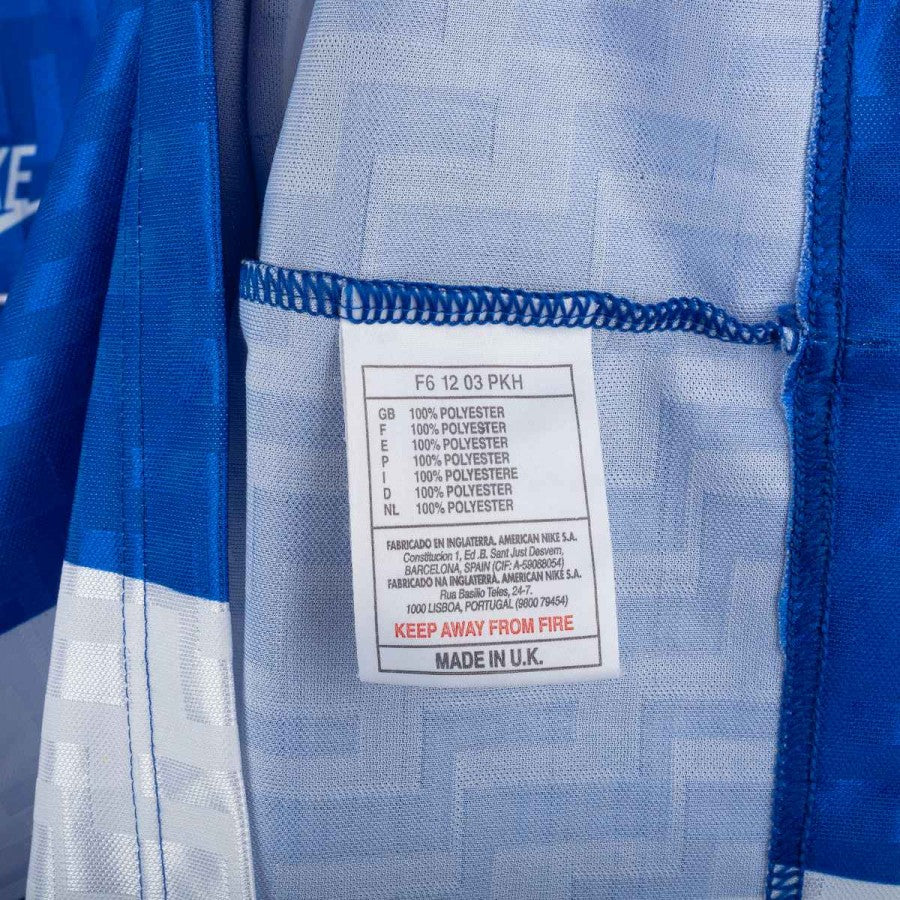 KE
F6 12 03 PKH
GB 100% POLYESTER
F 100% POLYESTER
E 100% POLYESTER
P 100% POLYESTER
I 100% POLYESTERE
D 100% POLYESTER
NL 100% POLYESTER
FABRICADO EN INGLATERRA, AMERICAN NIKE S.A.
Constitucion 1, Ed .B. Sant Just Desvern,
BARCELONA, SPAIN (CIF: A-59088054)
FABRICADO NA INGLATERRA, AMERICAN NIKE S.A.
Rua Basilio Teles, 24-7.
1000 LISBOA, PORTUGAL (9800 79454)
KEEP AWAY FROM FIRE
MADE IN U.K.